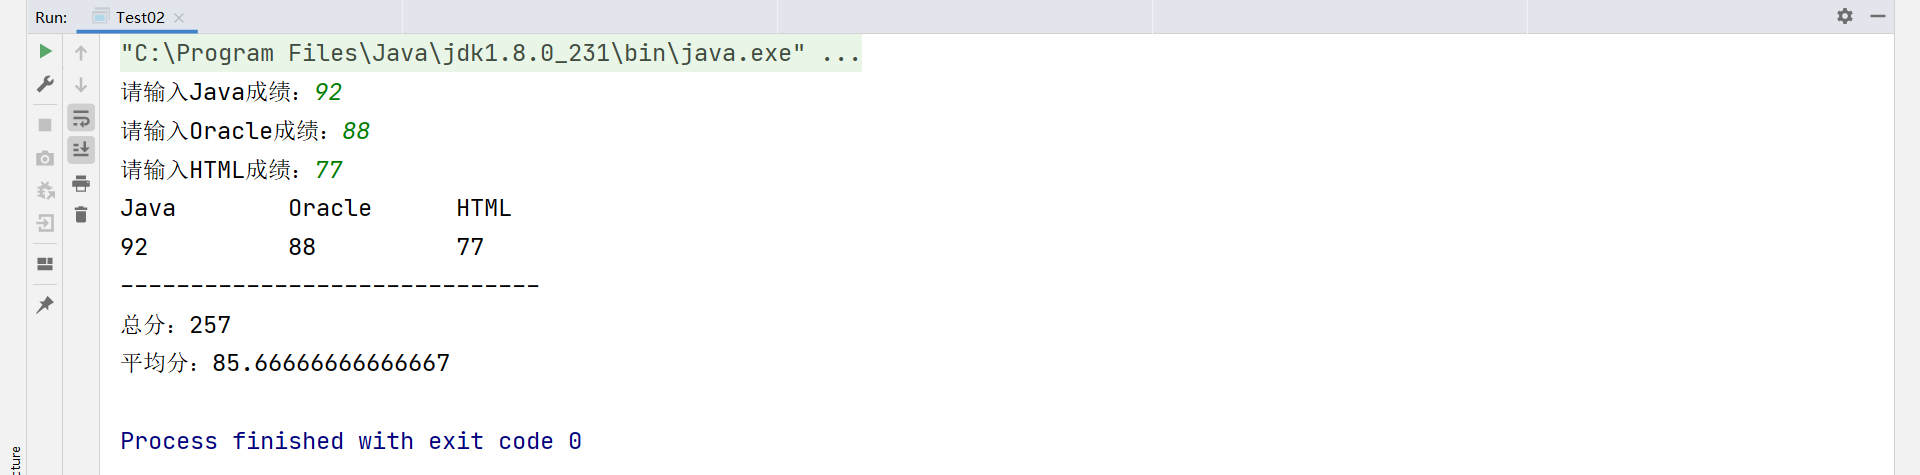 Run: Test02
"C:\Program Files\Java\jdk1.8.0_231\bin\java.exe" ...
请输入Java成绩：92
请输入Oracle成绩：88
请输入HTML成绩：77
Java Oracle HTML
92 88 77
------------------------------
总分：257
平均分：85.66666666666667
Process finished with exit code 0